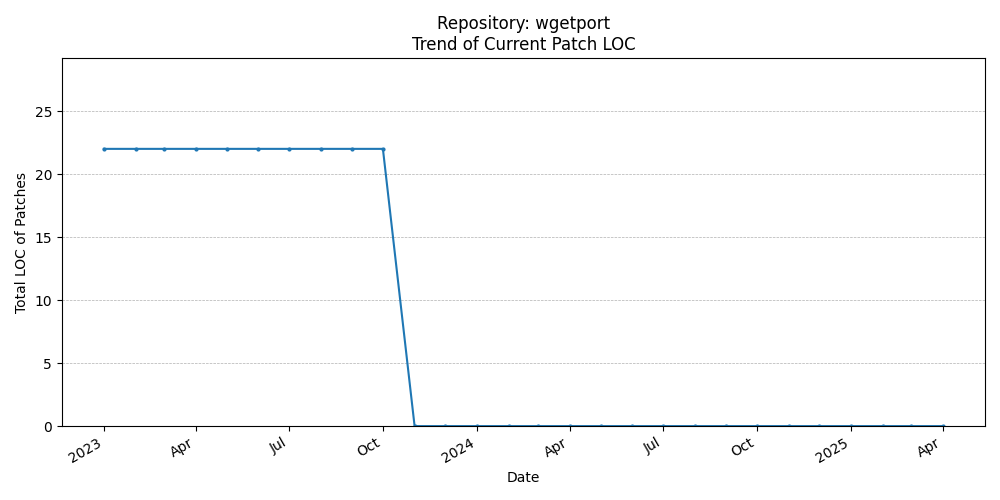 Repository: wgetport
Trend of Current Patch LOC
Total LOC of Patches
25
20
15
10
5
0
2023
Apr
Jul
Oct
2024
Apr
Jul
Oct
2025
Apr
Date